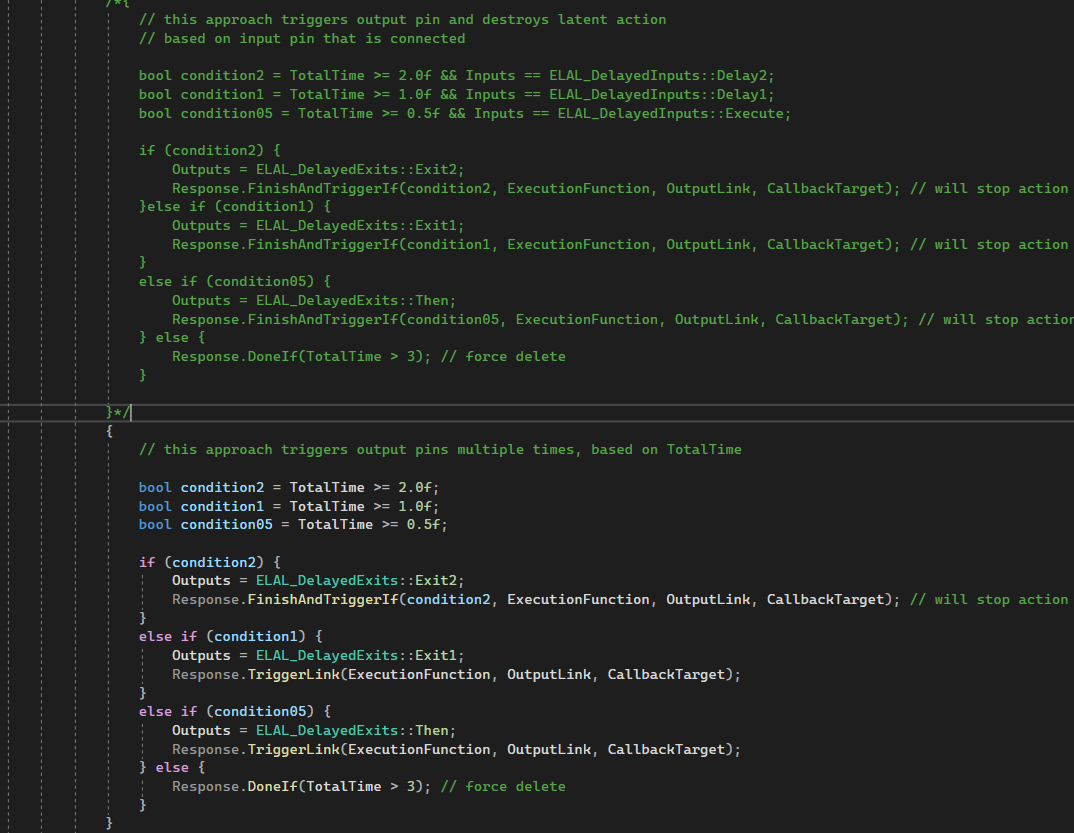 /*{
// this approach triggers output pin and destroys latent action
// based on input pin that is connected
bool condition2 = TotalTime >= 2.0f && Inputs == ELAL_DelayedInputs::Delay2;
bool condition1 = TotalTime >= 1.0f && Inputs == ELAL_DelayedInputs::Delay1;
bool condition05 = TotalTime >= 0.5f && Inputs == ELAL_DelayedInputs::Execute;
if (condition2) {
Outputs = ELAL_DelayedExits::Exit2;
Response.FinishAndTriggerIf(condition2, ExecutionFunction, OutputLink, CallbackTarget); // will stop action
}else if (condition1) {
Outputs = ELAL_DelayedExits::Exit1;
Response.FinishAndTriggerIf(condition1, ExecutionFunction, OutputLink, CallbackTarget); // will stop action
}
else if (condition05) {
Outputs = ELAL_DelayedExits::Then;
Response.FinishAndTriggerIf(condition05, ExecutionFunction, OutputLink, CallbackTarget); // will stop action
} else {
Response.DoneIf(TotalTime > 3); // force delete
}
}*/
{
// this approach triggers output pins multiple times, based on TotalTime
bool condition2 = TotalTime >= 2.0f;
bool condition1 = TotalTime >= 1.0f;
bool condition05 = TotalTime >= 0.5f;
if (condition2) {
Outputs = ELAL_DelayedExits::Exit2;
Response.FinishAndTriggerIf(condition2, ExecutionFunction, OutputLink, CallbackTarget); // will stop action
}
else if (condition1) {
Outputs = ELAL_DelayedExits::Exit1;
Response.TriggerLink(ExecutionFunction, OutputLink, CallbackTarget);
}
else if (condition05) {
Outputs = ELAL_DelayedExits::Then;
Response.TriggerLink(ExecutionFunction, OutputLink, CallbackTarget);
} else {
Response.DoneIf(TotalTime > 3); // force delete
}
}